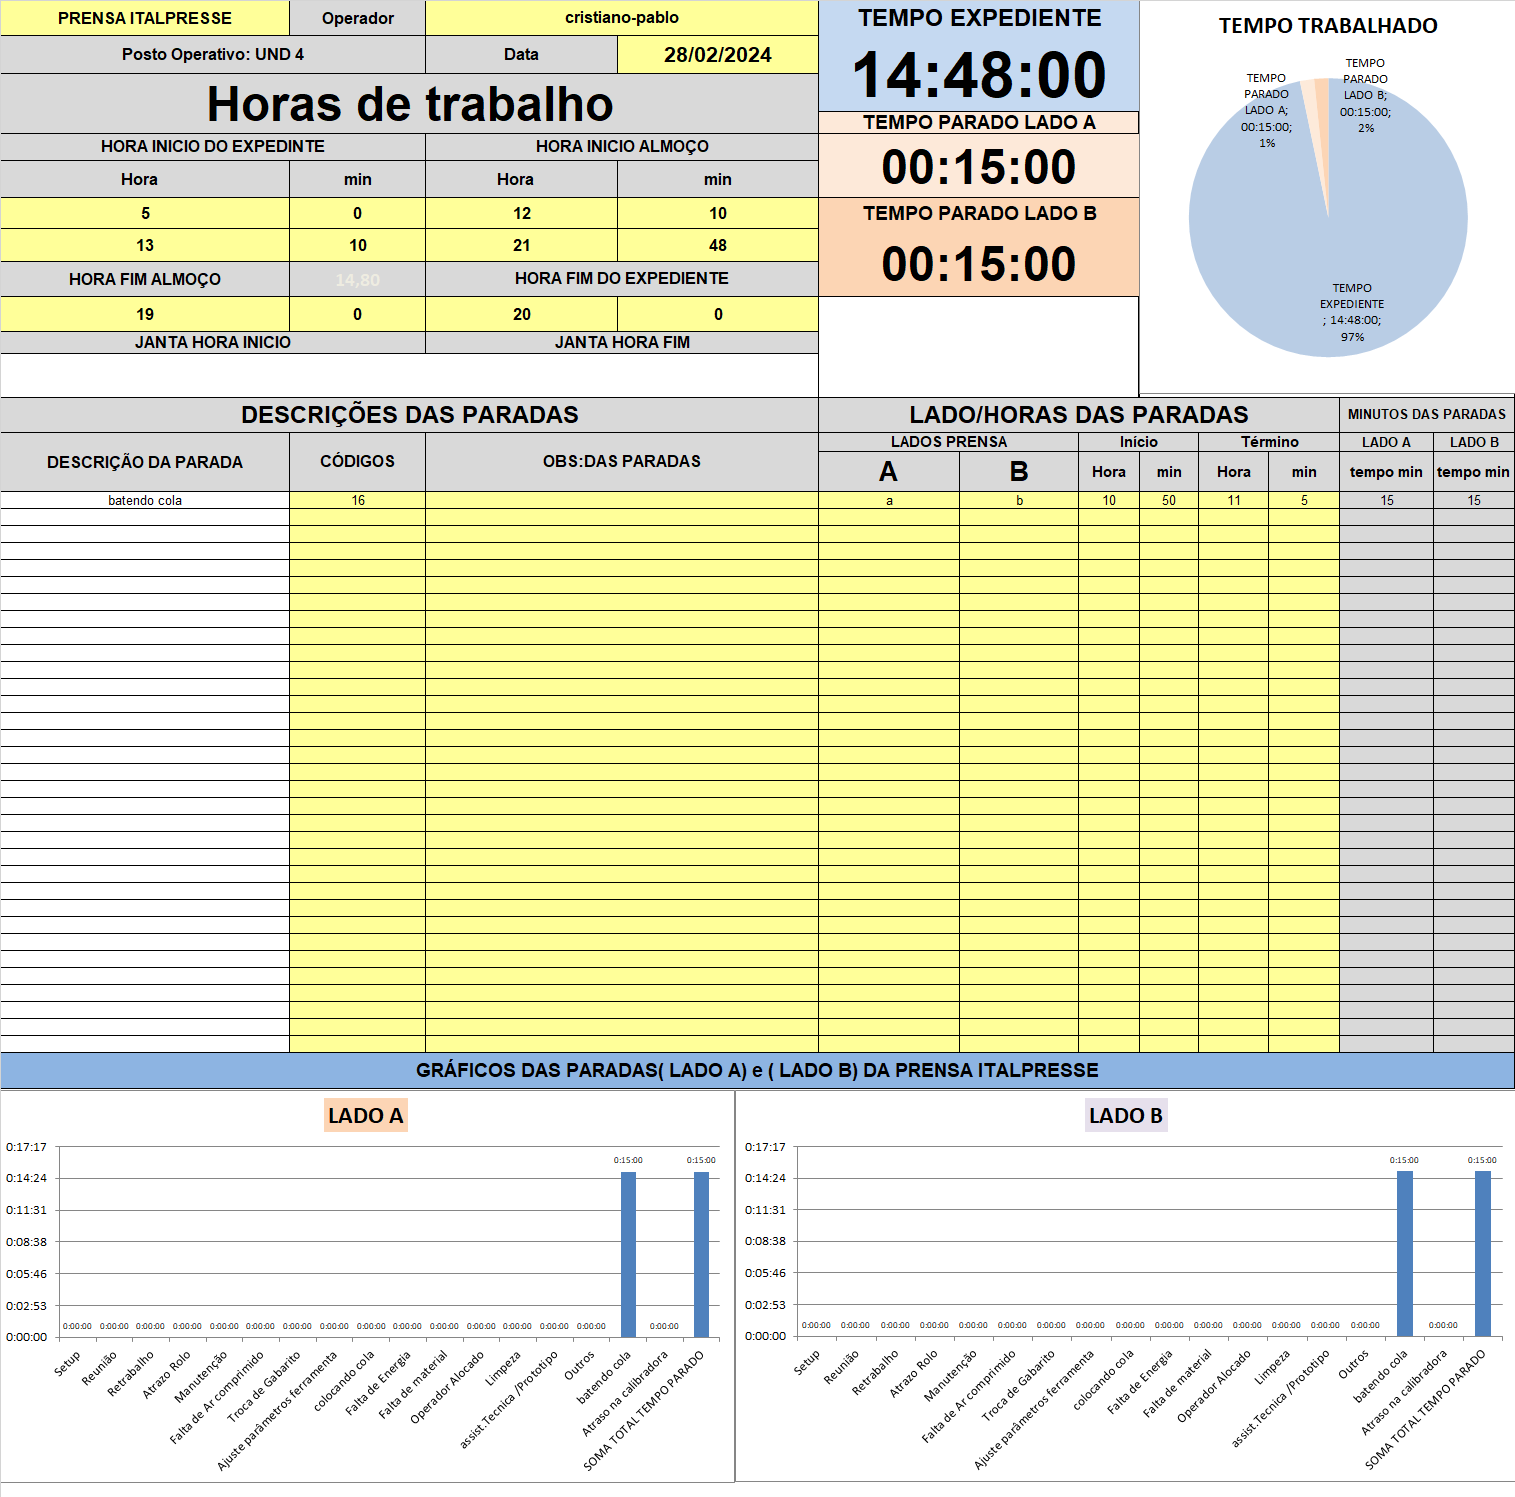 PRENSA ITALPRESSE Operador cristiano-pablo
Posto Operativo: UND 4 Data 28/02/2024
Horas de trabalho
HORA INICIO DO EXPEDINTE HORA INICIO ALMOÇO
Hora min Hora min
5 0 12 10
13 10 21 48
HORA FIM ALMOÇO 14,80 HORA FIM DO EXPEDIENTE
19 0 20 0
JANTA HORA INICIO JANTA HORA FIM
TEMPO EXPEDIENTE
14:48:00
TEMPO PARADO LADO A
00:15:00
TEMPO PARADO LADO B
00:15:00
TEMPO TRABALHADO
TEMPO
PARADO
LADO A;
00:15:00;
1%
TEMPO
PARADO
LADO B;
00:15:00;
2%
TEMPO
EXPEDIENTE
; 14:48:00;
97%
DESCRIÇÕES DAS PARADAS LADO/HORAS DAS PARADAS MINUTOS DAS PARADAS
DESCRIÇÃO DA PARADA CÓDIGOS OBS:DAS PARADAS
LADOS PRENSA Início Término LADO A LADO B
A B Hora min Hora min tempo min tempo min
batendo cola 16 a b 10 50 11 5 15 15
GRÁFICOS DAS PARADAS( LADO A) e ( LADO B) DA PRENSA ITALPRESSE
LADO A
0:17:17
0:14:24
0:11:31
0:08:38
0:05:46
0:02:53
0:00:00
0:00:00 0:00:00 0:00:00 0:00:00 0:00:00 0:00:00 0:00:00 0:00:00 0:00:00 0:00:00 0:00:00 0:00:00 0:00:00 0:00:00 0:00:00 0:15:00 0:00:00 0:15:00
Setup
Reunião
Retrabalho
Atrazo Rolo
Manutenção
Falta de Ar comprimido
Troca de Gabarito
Ajuste parâmetros ferramenta
colocando cola
Falta de Energia
Falta de material
Operador Alocado
Limpeza
assist.Tecnica /Prototipo
Outros
batendo cola
Atraso na calibradora
SOMA TOTAL TEMPO PARADO
LADO B
0:17:17
0:14:24
0:11:31
0:08:38
0:05:46
0:02:53
0:00:00
0:00:00 0:00:00 0:00:00 0:00:00 0:00:00 0:00:00 0:00:00 0:00:00 0:00:00 0:00:00 0:00:00 0:00:00 0:00:00 0:00:00 0:00:00 0:15:00 0:00:00 0:15:00
Setup
Reunião
Retrabalho
Atrazo Rolo
Manutenção
Falta de Ar comprimido
Troca de Gabarito
Ajuste parâmetros ferramenta
colocando cola
Falta de Energia
Falta de material
Operador Alocado
Limpeza
assist.Tecnica /Prototipo
Outros
batendo cola
Atraso na calibradora
SOMA TOTAL TEMPO PARADO